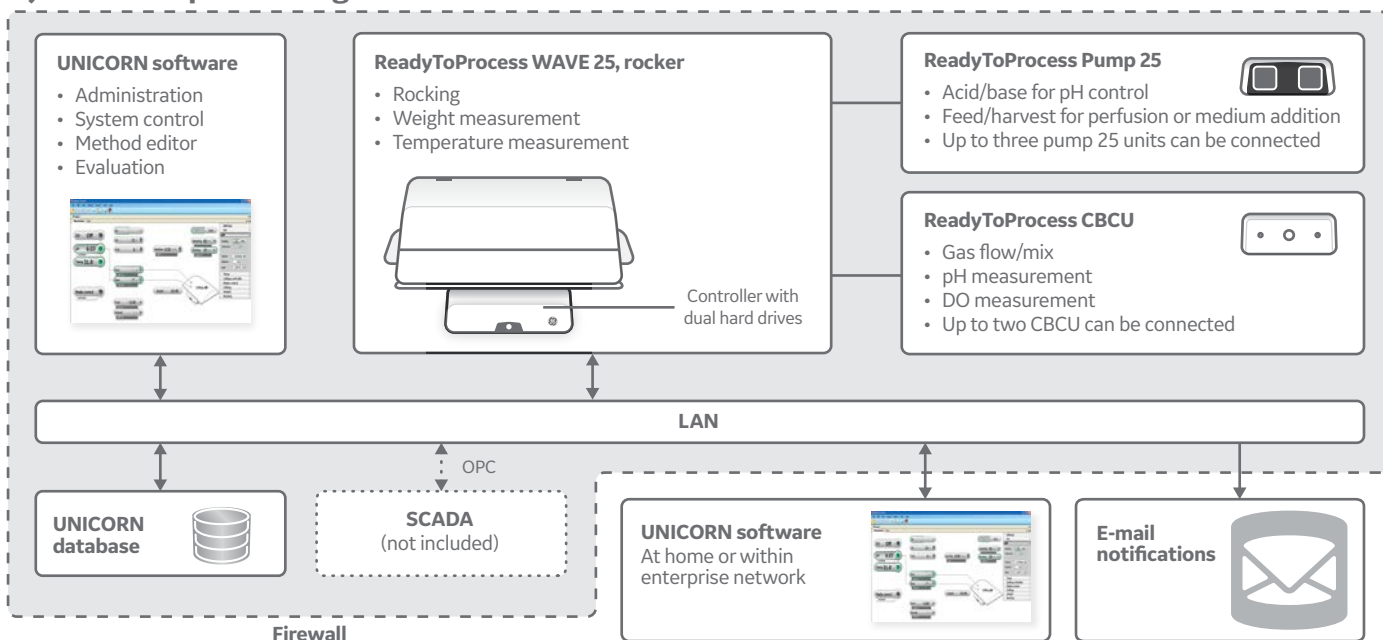 UNICORN software
• Administration
• System control
• Method editor
• Evaluation
ReadyToProcess WAVE 25, rocker
• Rocking
• Weight measurement
• Temperature measurement
Controller with
dual hard drives
ReadyToProcess Pump 25
• Acid/base for pH control
• Feed/harvest for perfusion or medium addition
• Up to three pump 25 units can be connected
ReadyToProcess CBCU
• Gas flow/mix
• pH measurement
• DO measurement
• Up to two CBCU can be connected
LAN
OPC
UNICORN
database
SCADA
(not included)
UNICORN software
At home or within
enterprise network
E-mail
notifications
Firewall